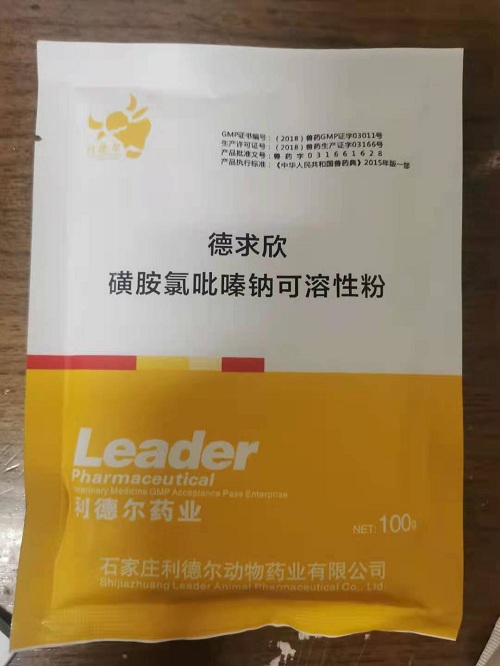 利德尔
GMP证书编号：（2018）兽药GMP证字03011号
生产许可证号：（2018）兽药生产证字03166号
产品批准文号：兽药字031661628
产品执行标准：《中华人民共和国兽药典》2015年版一部
德求欣
磺胺氯吡嗪钠可溶性粉
Leader
Pharmaceutical
Veterinary Medicine GMP Acceptance Pass Enterprise
利德尔药业
NET: 100g
石家庄利德尔动物药业有限公司
Shijiazhuang Leader Animal Pharmaceutical Co., Ltd.